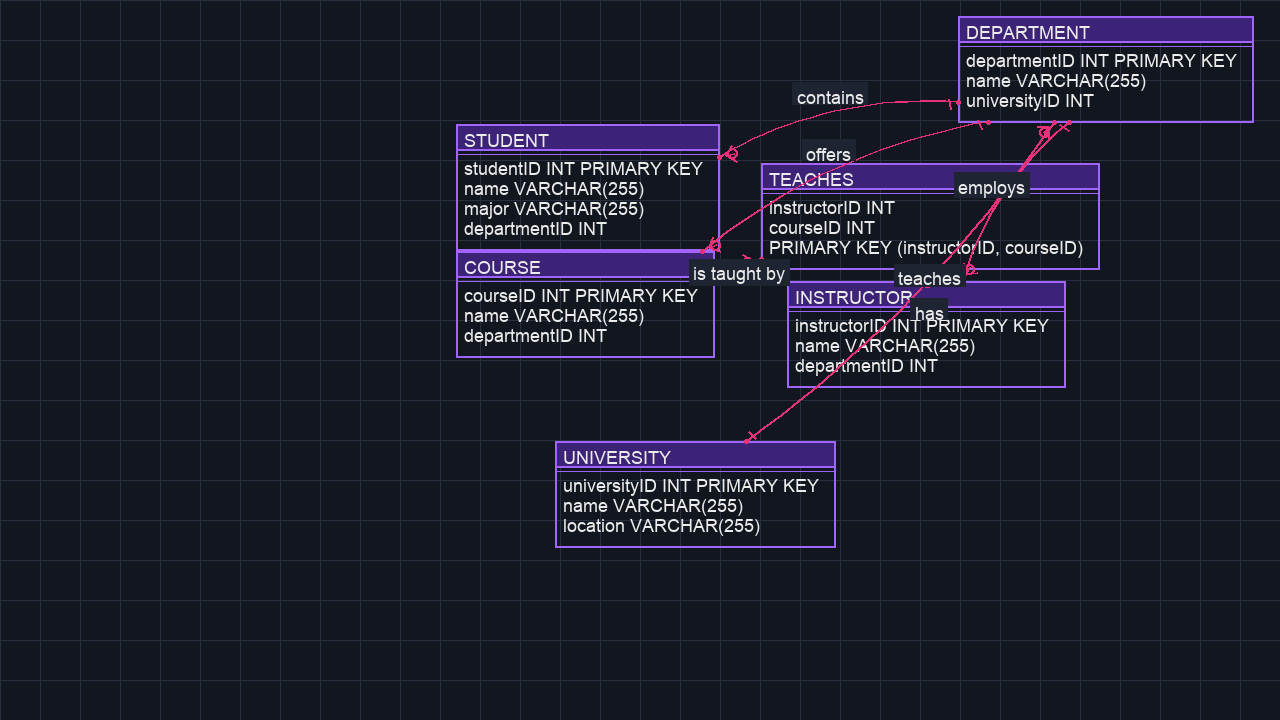 DEPARTMENT
departmentID INT PRIMARY KEY
name VARCHAR(255)
universityID INT
contains
STUDENT
studentID INT PRIMARY KEY
name VARCHAR(255)
major VARCHAR(255)
departmentID INT
offers
TEACHES
instructorID INT
courseID INT
PRIMARY KEY (instructorID, courseID)
employs
COURSE
courseID INT PRIMARY KEY
name VARCHAR(255)
departmentID INT
is taught by
teaches
has
INSTRUCTOR
instructorID INT PRIMARY KEY
name VARCHAR(255)
departmentID INT
UNIVERSITY
universityID INT PRIMARY KEY
name VARCHAR(255)
location VARCHAR(255)